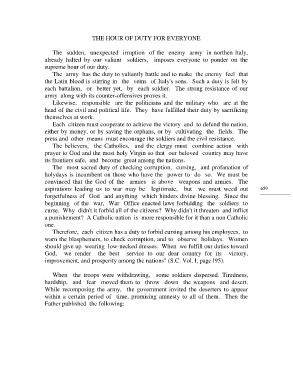 THE HOUR OF DUTY FOR EVERYONE
The sudden, unexpected irruption of the enemy army in northen Italy,
already halted by our valiant soldiers, imposes everyone to ponder on the
supreme hour of our duty.
The army has the duty to valiantly battle and to make the enemy feel that
the Latin blood is stirring in the veins of Italy's sons. Such a duty is felt by
each battalion, or better yet, by each soldier. The strong resistance of our
army along with its counter-offensives proves it.
Likewise, responsible are the politicians and the military who are at the
head of the civil and political life. They have fulfilled their duty by sacrificing
themselves at work.
Each citizen must cooperate to achieve the victory and to defend the nation,
either by money, or by saving the orphans, or by cultivating the fields. The
press and other means must encourage the soldiers and the civil resistance.
The believers, the Catholics, and the clergy must combine action with
prayer to God and the most holy Virgin so that our beloved country may have
its frontiers safe, and become great among the nations.
The most sacred duty of checking corruption, cursing, and profanation of
holydays is incumbent on those who have the power to do so. We must be
convinced that the God of the armies is above weapons and armies. The
aspirations leading us to war may be legitimate, but we must weed out
forgetfulness of God and anything which hinders divine blessing. Since the
beginning of the war, War Office enacted laws forbidding the soldiers to
curse. Why didn't it forbid all of the citizens? Why didn't it threaten and inflict
a punishement? A Catholic nation is more responsible for it than a non Catholic
one.
Therefore, each citizen has a duty to forbid cursing among his employees, to
warn the blasphemers, to check corruption, and to observe holidays. Women
should give up wearing low necked dresses. When we fulfill our duties toward
God, we render the best service to our dear country for its victory,
improvement, and prosperity among the nations" (S.C. Vol. I, page 195).
When the troops were withdrawing, some soldiers dispersed. Tiredness,
hardship, and fear moved them to throw down the weapons and desert.
While recomposing the army, the government invited the deserters to appear
within a certain period of time, promising amnesty to all of them. Then the
Father published the following: